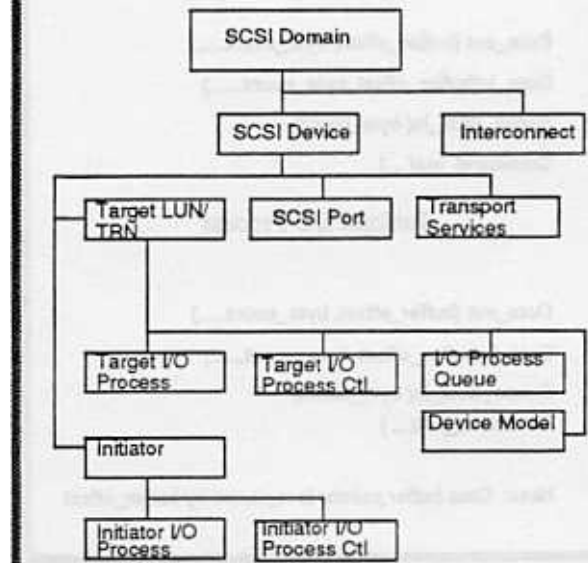 SCSI Domain
SCSI Device
Interconnect
Target LUN/
TRN
SCSI Port
Transport
Services
Target I/O
Process
Target I/O
Process Ctl
I/O Process
Queue
Device Model
Initiator
Initiator I/O
Process
Initiator I/O
Process Ctl